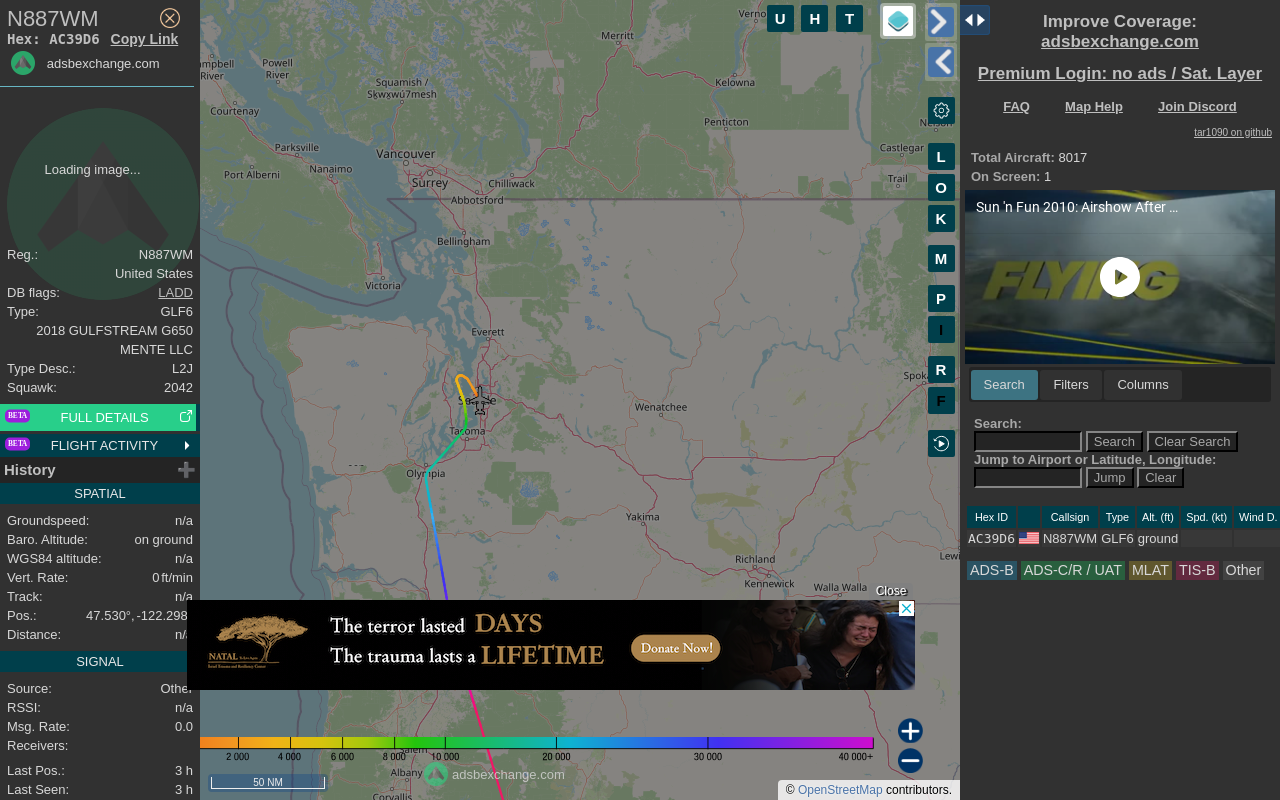 N887WM
Hex: AC39D6 Copy Link
adsbexchange.com
Loading image...
Reg.: N887WM
United States
DB flags: LADD
Type: GLF6
2018 GULFSTREAM G650
MENTE LLC
Type Desc.: L2J
Squawk: 2042
BETA FULL DETAILS
BETA FLIGHT ACTIVITY
History
SPATIAL
Groundspeed: n/a
Baro. Altitude: on ground
WGS84 altitude: n/a
Vert. Rate: 0 ft/min
Track: n/a
Pos.: 47.530°, -122.298
Distance: n/a
SIGNAL
Source: Other
RSSI: n/a
Msg. Rate: 0.0
Receivers:
Last Pos.: 3 h
Last Seen: 3 h
Merritt
Powell
River
Campbell
River
Squamish /
Sḵwx̱wú7mesh
Kelowna
Courtenay
Penticton
Parksville
Vancouver
Castlegar
Nanaimo
Port Alberni
Surrey
Chilliwack
Trail
Abbotsford
Bellingham
Victoria
Everett
Wenatchee
Tacoma
Olympia
Yakima
Richland
Kennewick
Walla Walla
Albany
Corvallis
U H T
L
O
K
M
P
I
R
F
Close
NATAL
The terror lasted DAYS
The trauma lasts a LIFETIME
Donate Now!
2 000 4 000 6 000 8 000 10 000 20 000 30 000 40 000+
adsbexchange.com
50 NM
© OpenStreetMap contributors.
Improve Coverage:
adsbexchange.com
Premium Login: no ads / Sat. Layer
FAQ Map Help Join Discord
tar1090 on github
Total Aircraft: 8017
On Screen: 1
Sun 'n Fun 2010: Airshow After ...
FLYING
Search Filters Columns
Search:
Search Clear Search
Jump to Airport or Latitude, Longitude:
Jump Clear
Hex ID Callsign Type Alt. (ft) Spd. (kt) Wind D.
AC39D6 N887WM GLF6 ground
ADS-B ADS-C/R / UAT MLAT TIS-B Other